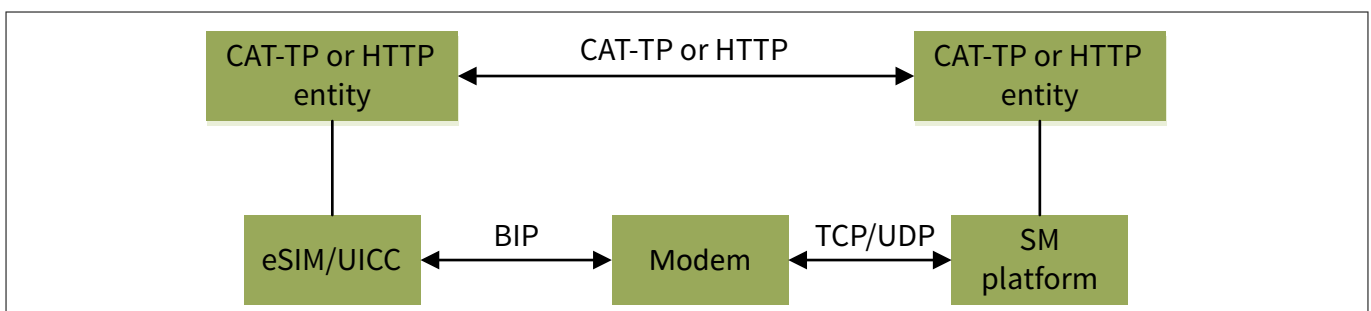 CAT-TP or HTTP
entity
CAT-TP or HTTP
CAT-TP or HTTP
entity
eSIM/UICC
BIP
Modem
TCP/UDP
SM
platform